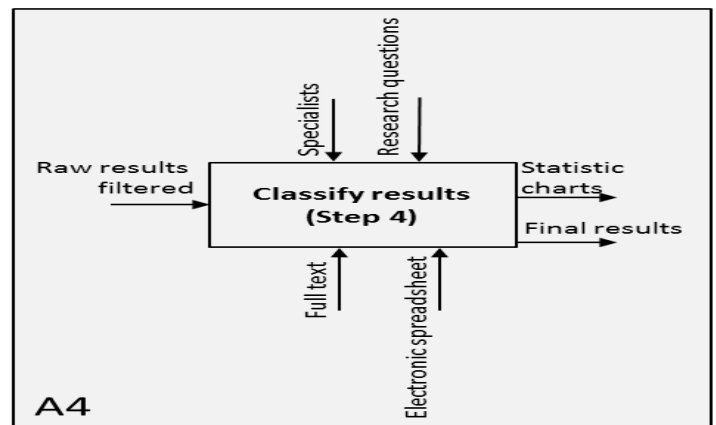 Specialists
Research questions
Raw results
filtered
Classify results
(Step 4)
Statistic
charts
Final results
Full text
Electronic spreadsheet
A4